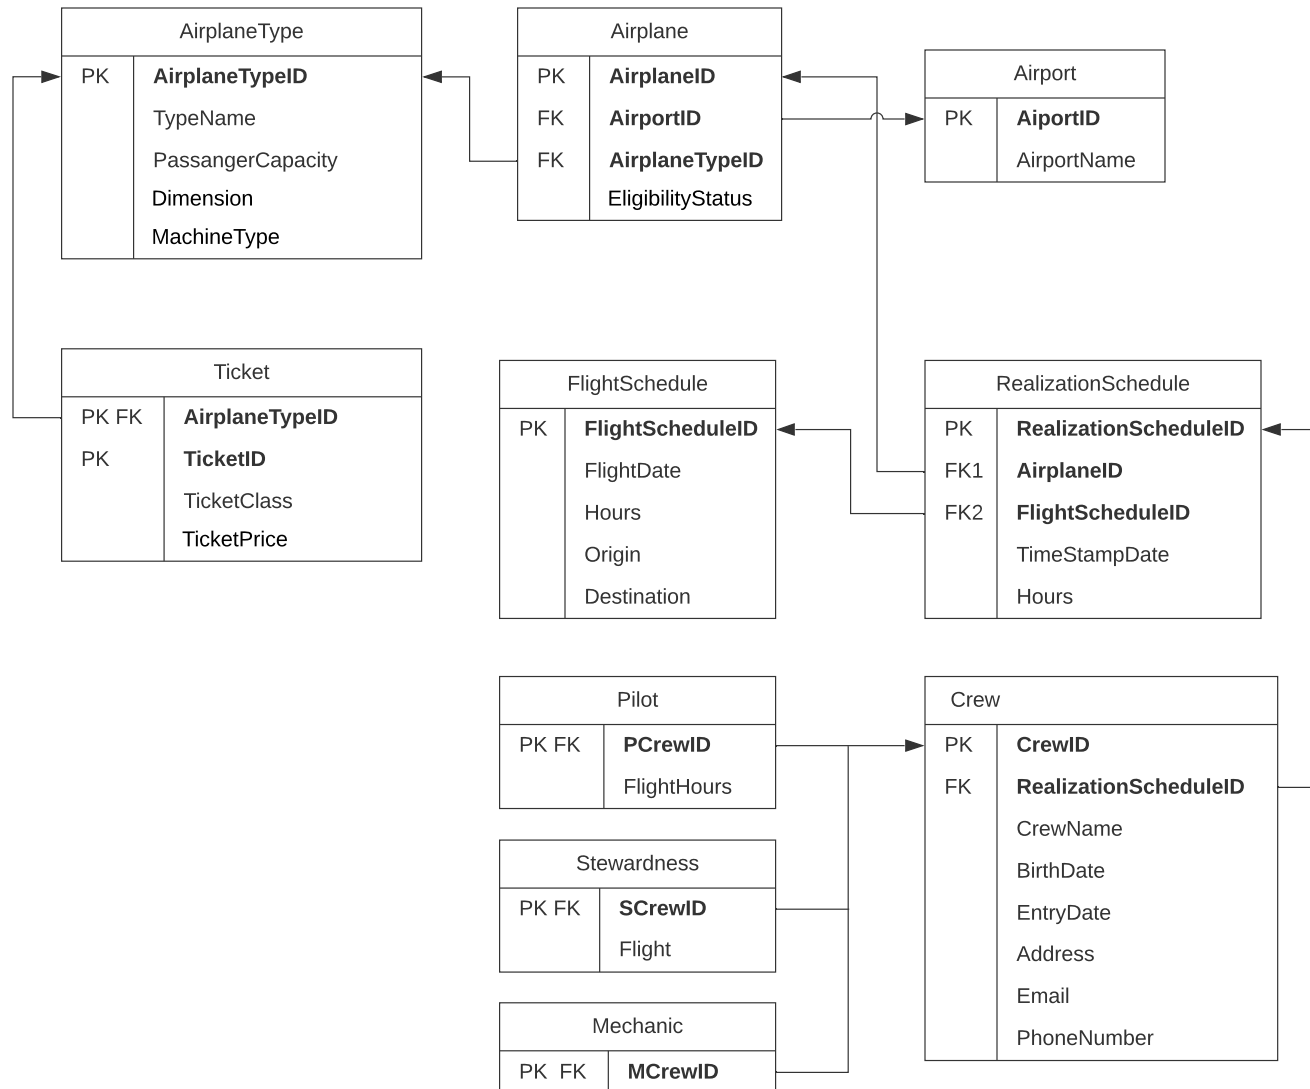 AirplaneType
PK AirplaneTypeID
TypeName
PassangerCapacity
Dimension
MachineType
Airplane
PK AirplaneID
FK AirportID
FK AirplaneTypeID
EligibilityStatus
Airport
PK AiportID
AirportName
Ticket
PK FK AirplaneTypeID
PK TicketID
TicketClass
TicketPrice
FlightSchedule
PK FlightScheduleID
FlightDate
Hours
Origin
Destination
RealizationSchedule
PK RealizationScheduleID
FK1 AirplaneID
FK2 FlightScheduleID
TimeStampDate
Hours
Pilot
PK FK PCrewID
FlightHours
Crew
PK CrewID
FK RealizationScheduleID
CrewName
BirthDate
EntryDate
Address
Email
PhoneNumber
Stewardness
PK FK SCrewID
Flight
Mechanic
PK FK MCrewID